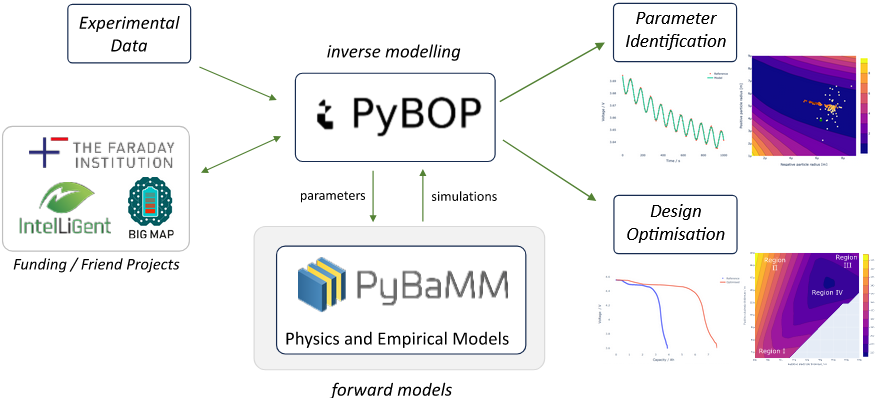 Experimental
Data
inverse modelling
Parameter
Identification
PyBOP
THE FARADAY
INSTITUTION
IntelLiGent
BIG MAP
Funding / Friend Projects
parameters
simulations
PyBaMM
Physics and Empirical Models
forward models
Reference
Model
Voltage / V
Time / s
Positive particle radius [m]
Negative particle radius [m]
Design
Optimisation
Reference
Optimised
Voltage / V
Capacity / Ah
Region
II
Region
III
Region IV
Region I